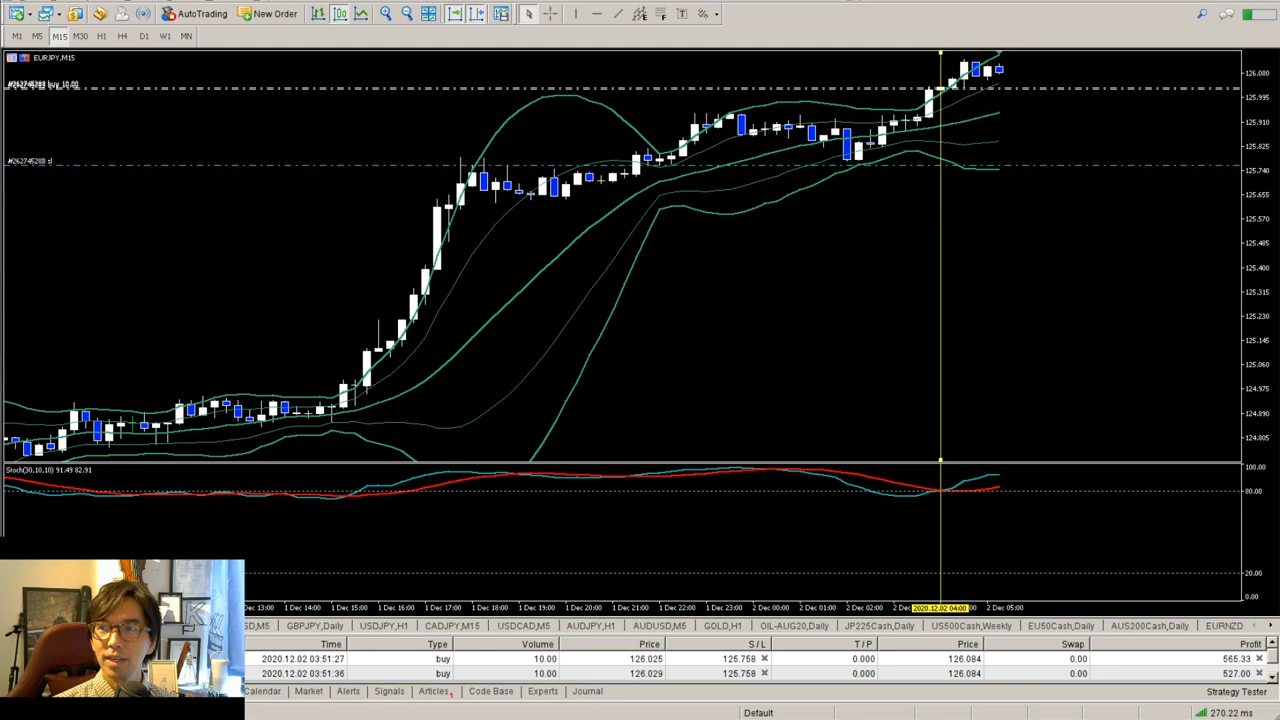 AutoTrading New Order
M1 M5 M15 M30 H1 H4 D1 W1 MN
EURJPY,M15
126.080
#262745283 buy 10.00
125.995
125.910
125.825
#262745283 sl
125.740
125.655
125.570
125.485
125.400
125.315
125.230
125.145
125.060
124.975
124.890
124.805
Stoch(30,10,10) 91.49 82.91
100.00
80.00
20.00
0.00
13:00 1 Dec 14:00 1 Dec 15:00 1 Dec 16:00 1 Dec 17:00 1 Dec 18:00 1 Dec 19:00 1 Dec 20:00 1 Dec 21:00 1 Dec 22:00 1 Dec 23:00 2 Dec 00:00 2 Dec 01:00 2 Dec 02:00 2 Dec 2020.12.02 04:00 2 Dec 05:00
GBPJPY,Daily USDJPY,H1 CADJPY,M15 USDCAD,M5 AUDJPY,H1 AUDUSD,M5 GOLD,H1 OIL-AUG20,Daily JP225Cash,Daily US500Cash,Weekly EU50Cash,Daily AUS200Cash,Daily EURNZD
Time Type Volume Price S / L T / P Price Swap Profit
2020.12.02 03:51:27 buy 10.00 126.025 125.758 0.000 126.084 0.00 565.33
2020.12.02 03:51:36 buy 10.00 126.029 125.758 0.000 126.084 0.00 527.00
Calendar Market Alerts Signals Articles 1 Code Base Experts Journal Strategy Tester
Default 270.22 ms